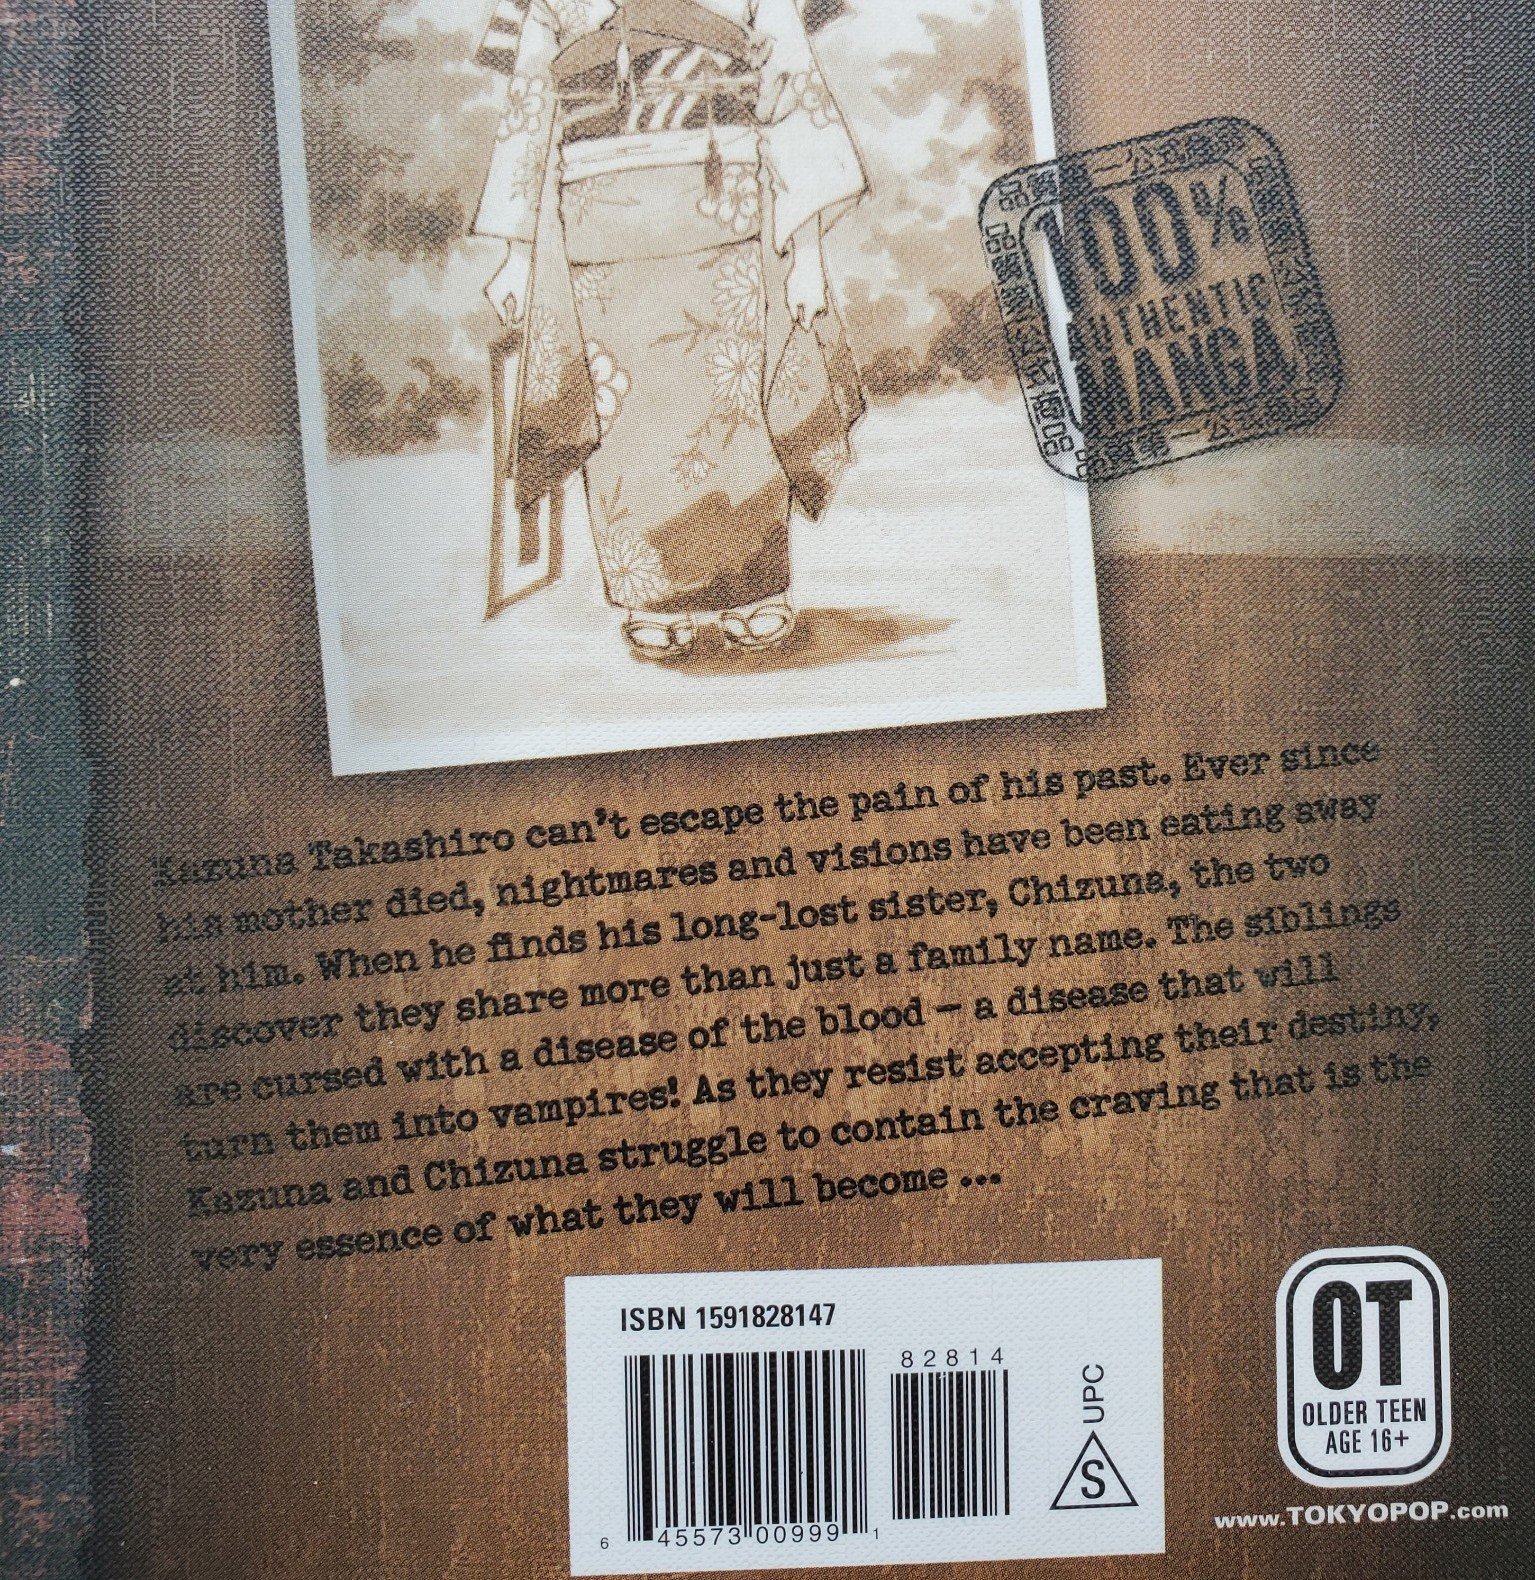 100%
AUTHENTIC
MANGA
Kazuna Takashiro can't escape the pain of his past. Ever since
his mother died, nightmares and visions have been eating away
at him. When he finds his long-lost sister, Chizuna, the two
discover they share more than just a family name. The siblings
are cursed with a disease of the blood – a disease that will
turn them into vampires! As they resist accepting their destiny,
Kazuna and Chizuna struggle to contain the craving that is the
very essence of what they will become ...
ISBN 1591828147
82814
6 45573 00999 1
UPC
S
OT
OLDER TEEN
AGE 16+
www.TOKYOPOP.com